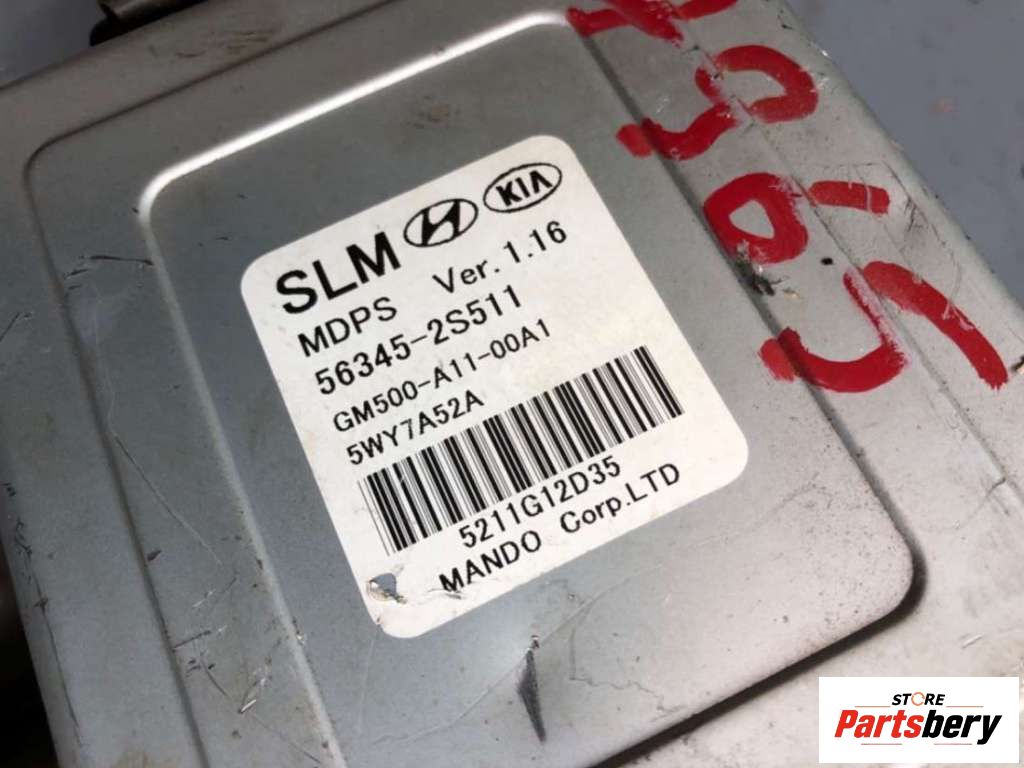 SLM H KIA
MDPS Ver. 1.16
56345-2S511
GM500-A11-00A1
5WY7A52A
5211G12D35
MANDO Corp.LTD
STORE
Partsbery